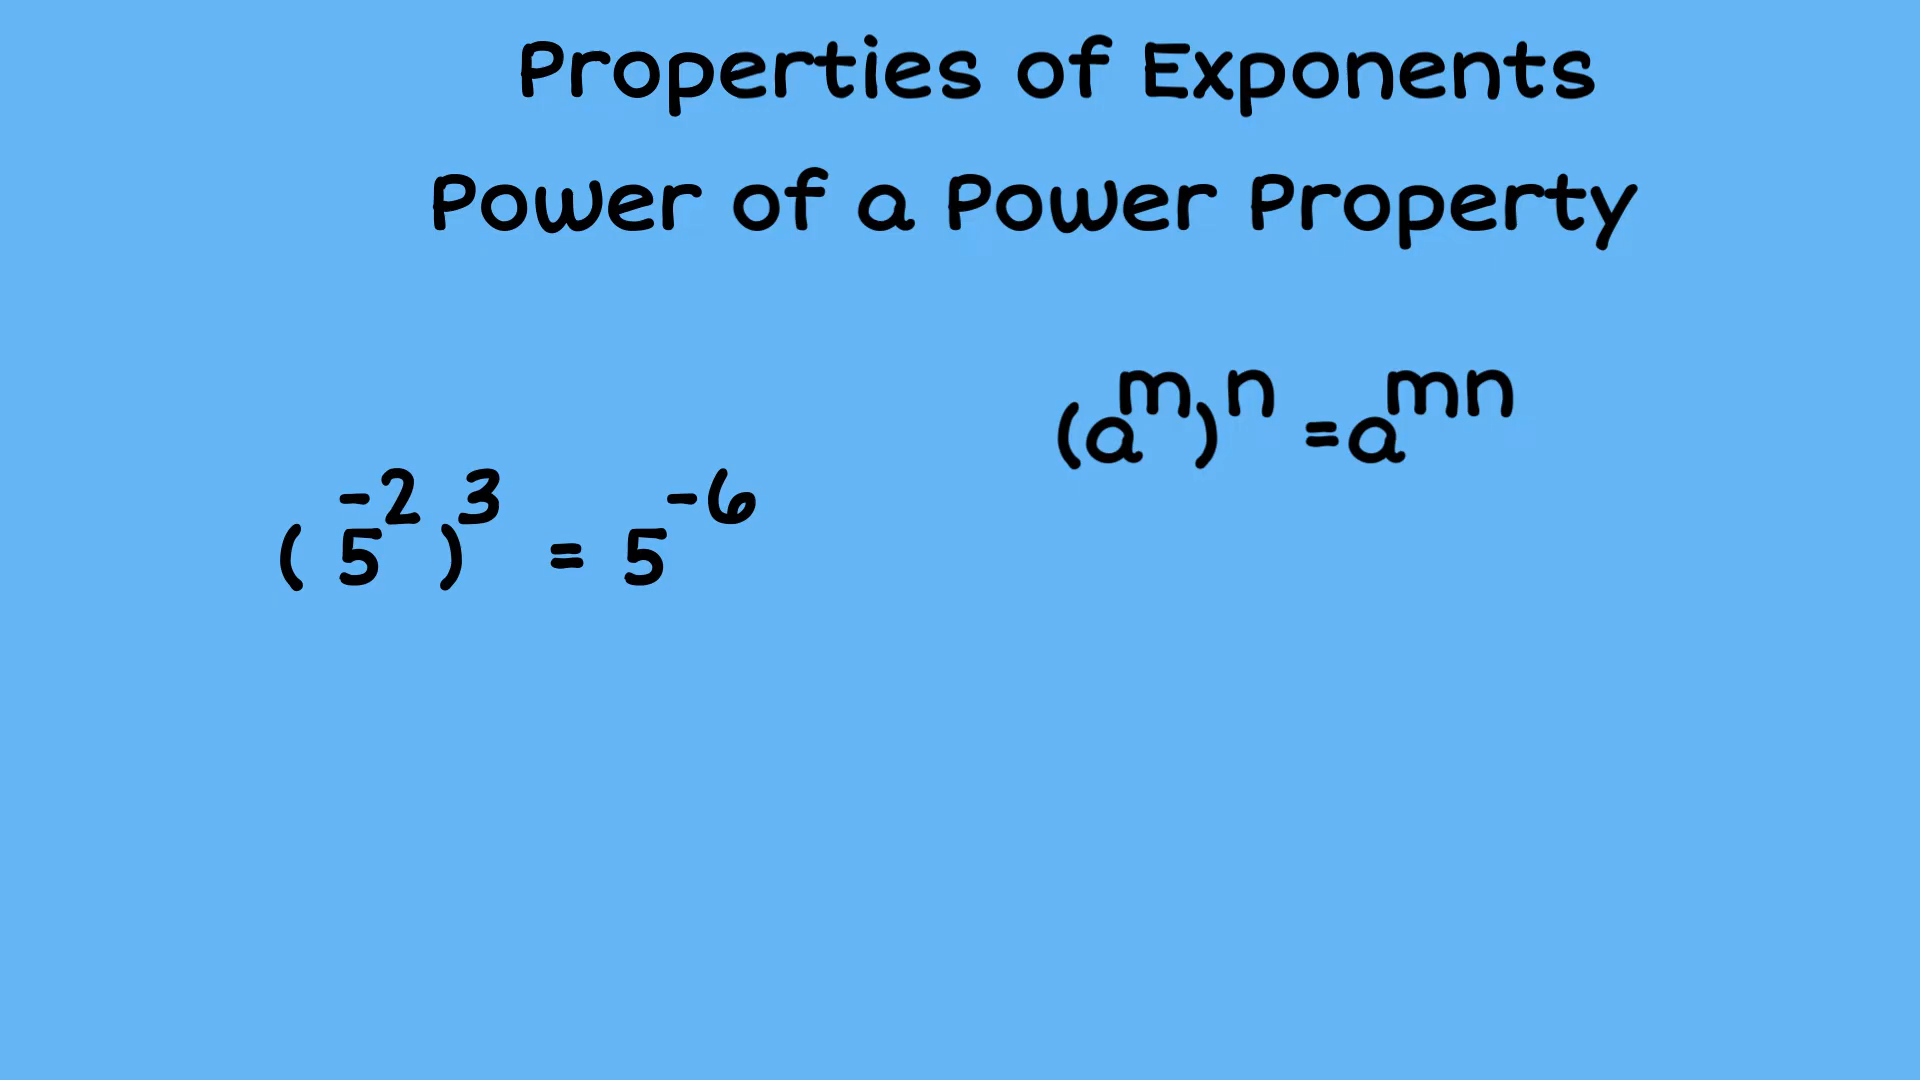 Properties of Exponents
Power of a Power Property
(a^m)^n = a^mn
(5^-2)^3 = 5^-6